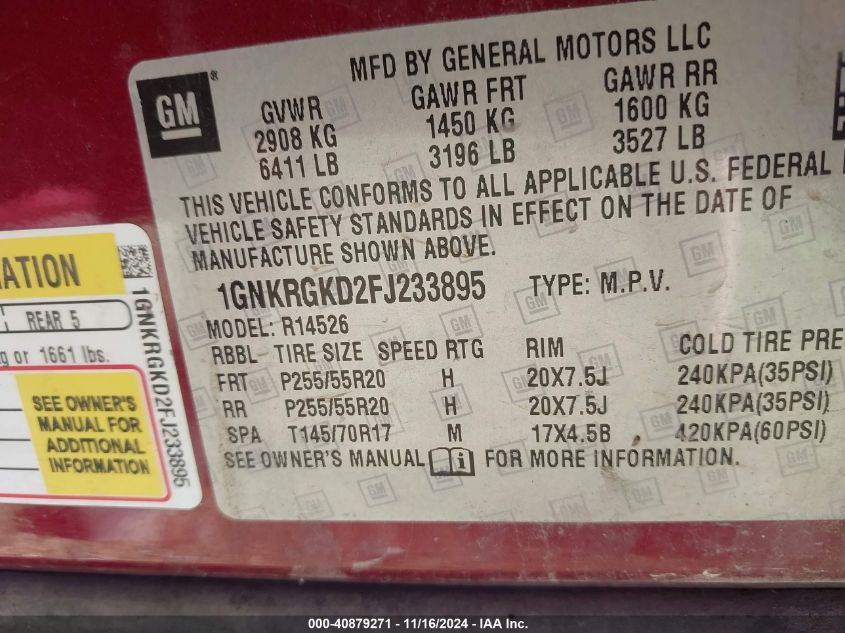 MFD BY GENERAL MOTORS LLC
GM ®
GVWR GAWR FRT GAWR RR
2908 KG 1450 KG 1600 KG
6411 LB 3196 LB 3527 LB
THIS VEHICLE CONFORMS TO ALL APPLICABLE U.S. FEDERAL
VEHICLE SAFETY STANDARDS IN EFFECT ON THE DATE OF
MANUFACTURE SHOWN ABOVE.
1GNKRGKD2FJ233895 TYPE: M.P.V.
MODEL: R14526
RBBL TIRE SIZE SPEED RTG RIM COLD TIRE PRE
FRT P255/55R20 H 20X7.5J 240KPA(35PSI)
RR P255/55R20 H 20X7.5J 240KPA(35PSI)
SPA T145/70R17 M 17X4.5B 420KPA(60PSI)
SEE OWNER'S MANUAL i FOR MORE INFORMATION.
MATION
REAR 5
g or 1661 lbs.
SEE OWNER'S
MANUAL FOR
ADDITIONAL
INFORMATION
1GNKRGKD2FJ233895
000-40879271 - 11/16/2024 - IAA Inc.